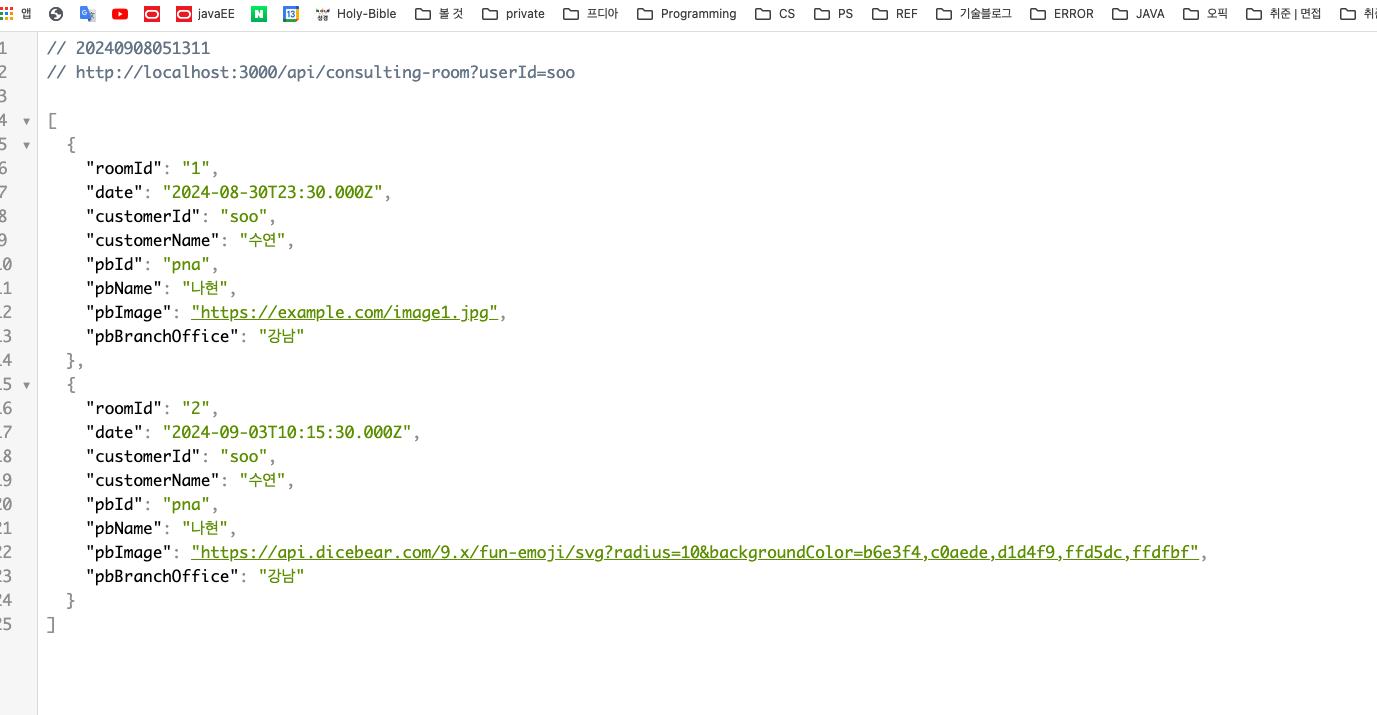 앱 javaEE Holy-Bible 볼 것 private 프디아 Programming CS PS REF 기술블로그 ERROR JAVA 오픽 취준 | 면접
1 // 20240908051311
2 // http://localhost:3000/api/consulting-room?userId=soo
3
4 [
5 {
6 "roomId": "1",
7 "date": "2024-08-30T23:30.000Z",
8 "customerId": "soo",
9 "customerName": "수연",
10 "pbId": "pna",
11 "pbName": "나현",
12 "pbImage": "https://example.com/image1.jpg",
13 "pbBranchOffice": "강남"
14 },
15 {
16 "roomId": "2",
17 "date": "2024-09-03T10:15:30.000Z",
18 "customerId": "soo",
19 "customerName": "수연",
20 "pbId": "pna",
21 "pbName": "나현",
22 "pbImage": "https://api.dicebear.com/9.x/fun-emoji/svg?radius=10&backgroundColor=b6e3f4,c0aede,d1d4f9,ffd5dc,ffdfbf",
23 "pbBranchOffice": "강남"
24 }
25 ]